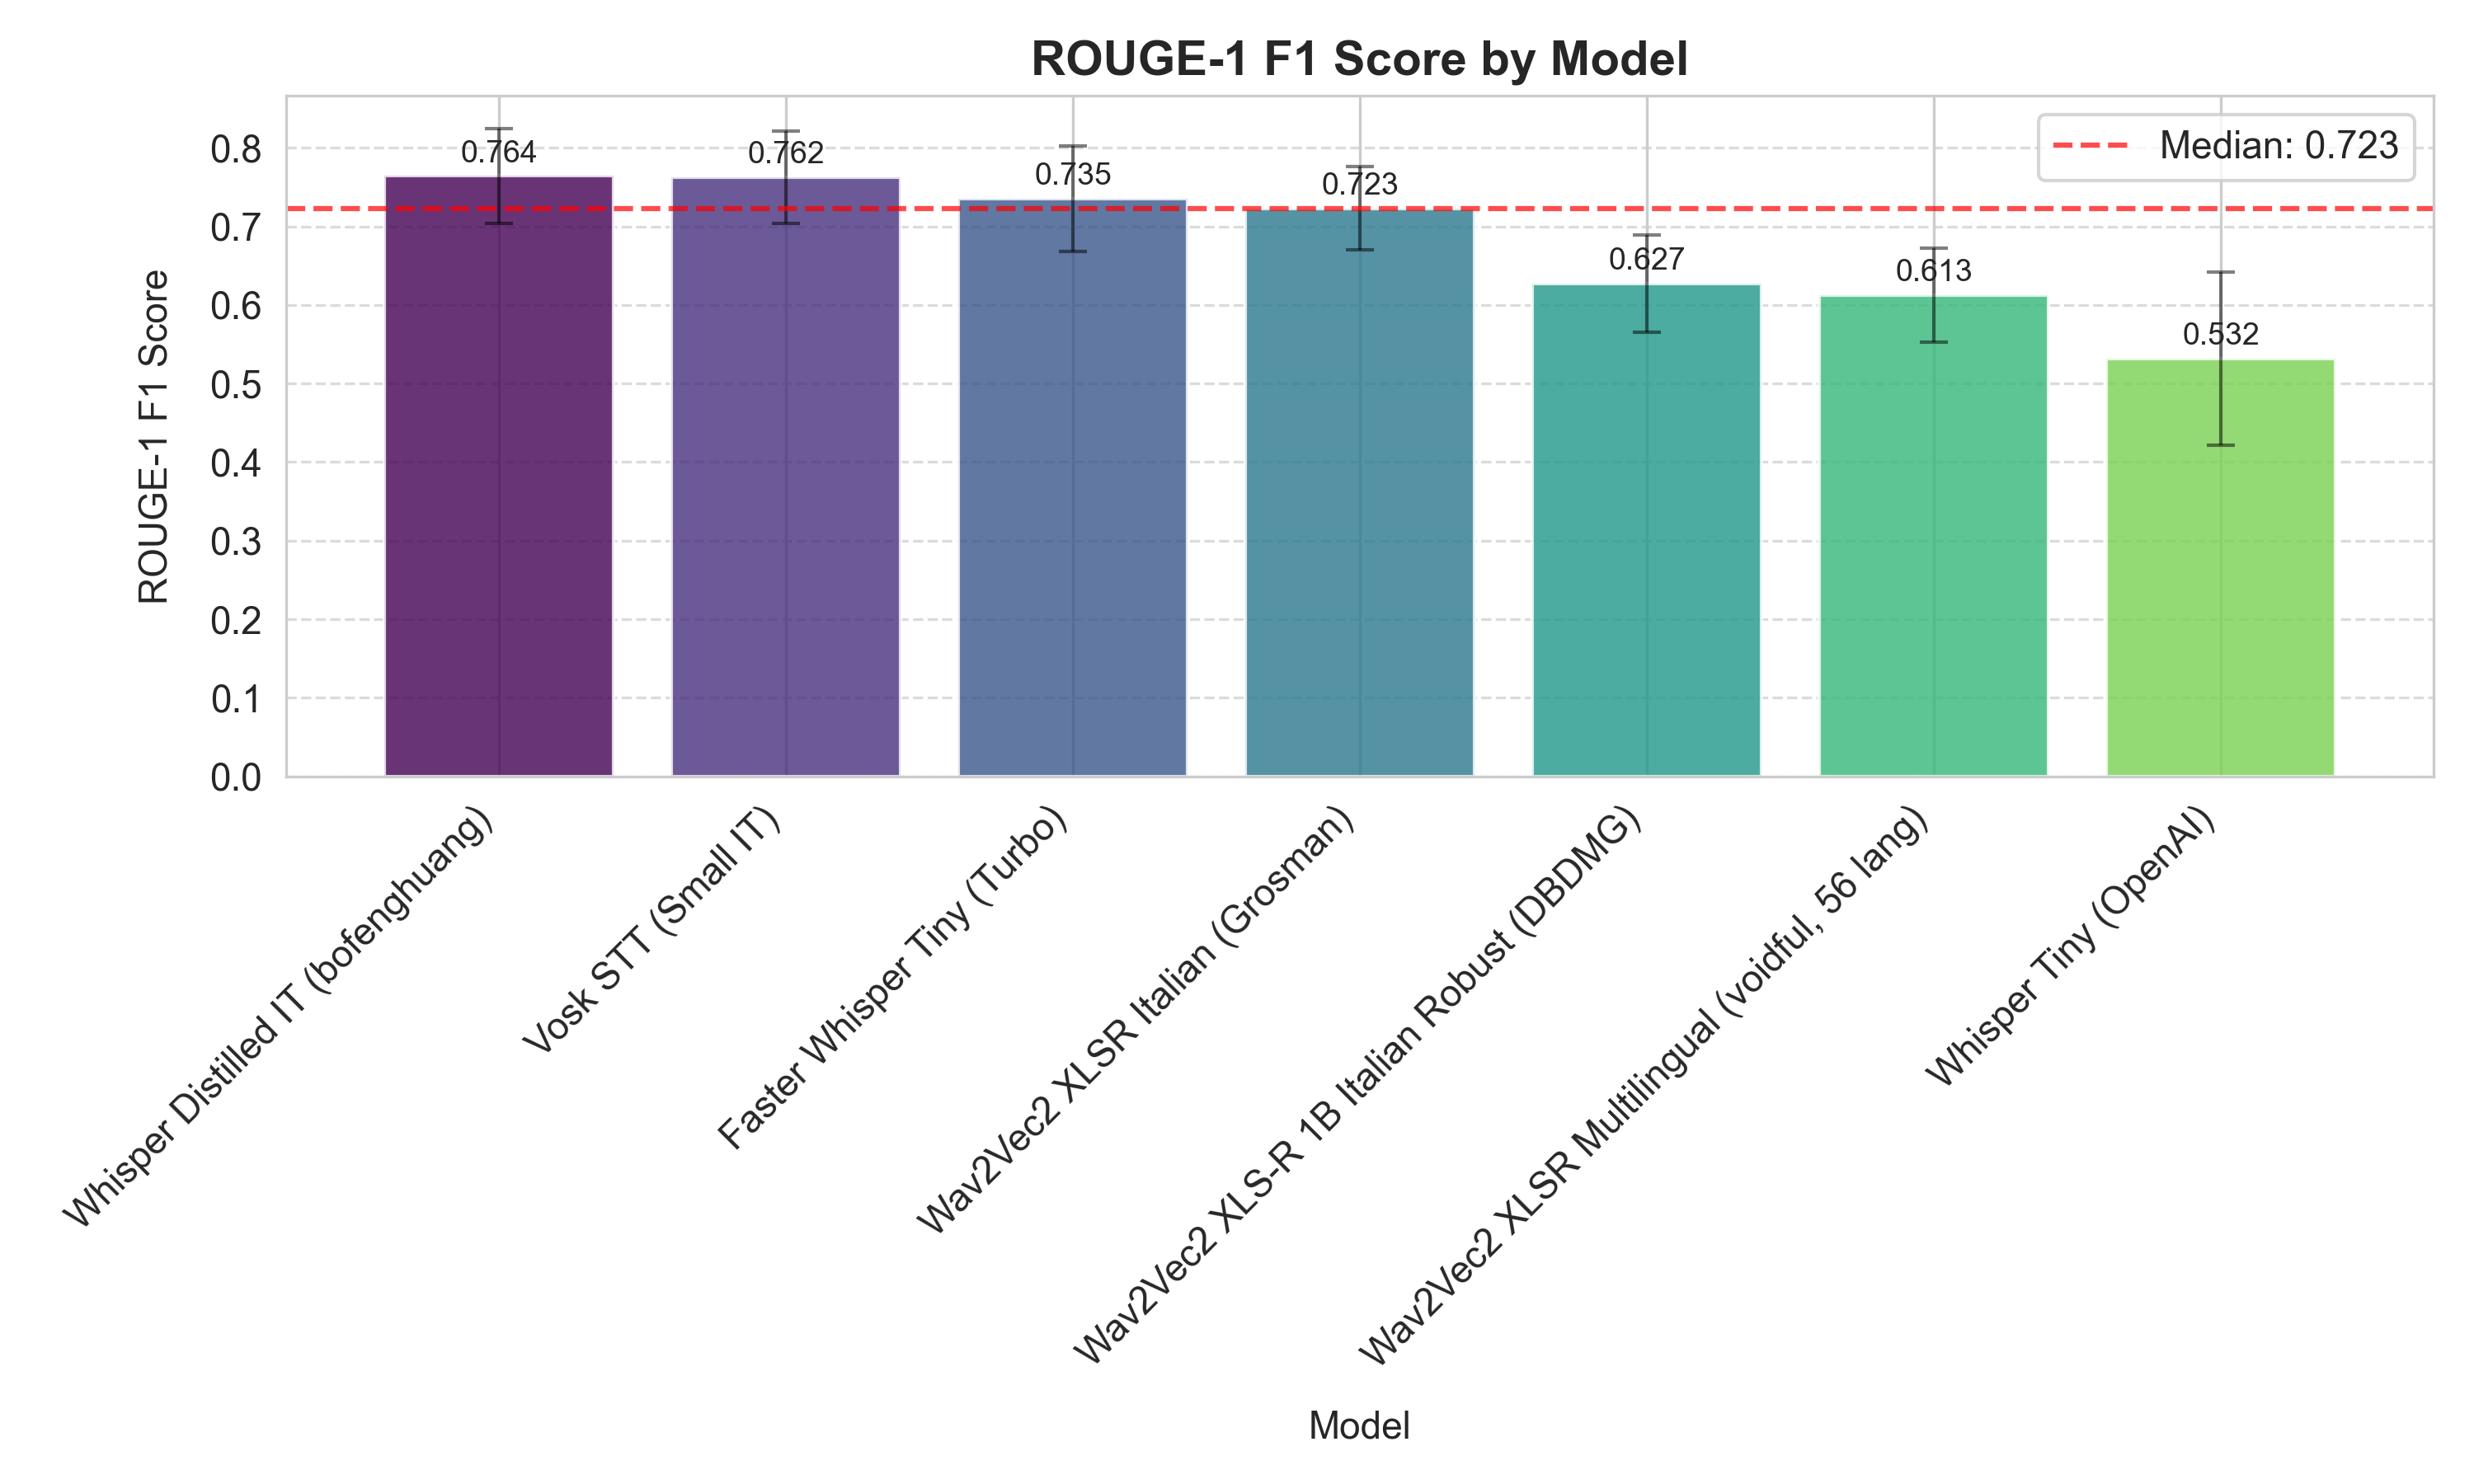 ROUGE-1 F1 Score by Model
Median: 0.723
ROUGE-1 F1 Score
0.8
0.7
0.6
0.5
0.4
0.3
0.2
0.1
0.0
0.764
0.762
0.735
0.723
0.627
0.613
0.532
Whisper Distilled IT (bofenghuang)
Vosk STT (Small IT)
Faster Whisper Tiny (Turbo)
Wav2Vec2 XLSR Italian (Grosman)
Wav2Vec2 XLS-R 1B Italian Robust (DBDMG)
Wav2Vec2 XLSR Multilingual (voidful, 56 lang)
Whisper Tiny (OpenAI)
Model